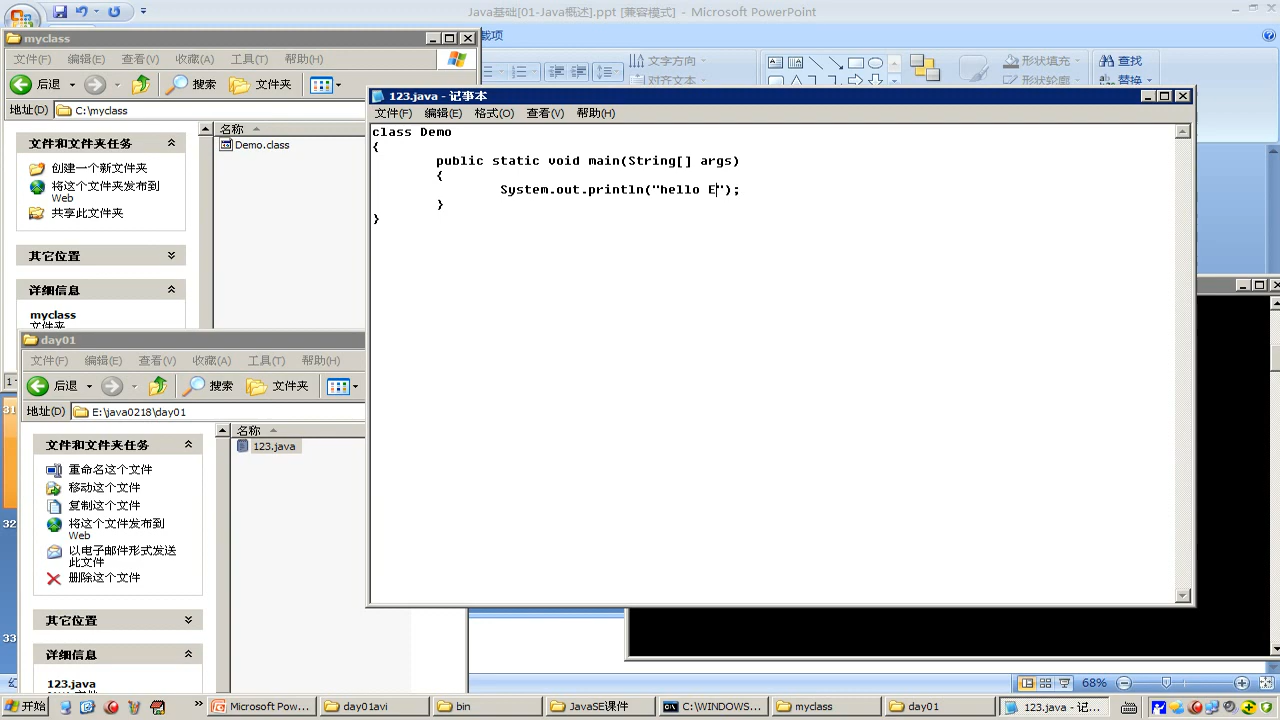 Java基础[01-Java概述].ppt [兼容模式] - Microsoft PowerPoint
myclass
文件(F) 编辑(E) 查看(V) 收藏(A) 工具(T) 帮助(H)
后退 搜索 文件夹
地址(D) C:\myclass
文件和文件夹任务
创建一个新文件夹
将这个文件夹发布到
Web
共享此文件夹
其它位置
详细信息
myclass
文件夹
名称
Demo.class
项
文字方向
对齐文本
形状填充
形状轮廓
查找
替换
123.java - 记事本
文件(F) 编辑(E) 格式(O) 查看(V) 帮助(H)
class Demo
{
public static void main(String[] args)
{
System.out.println("hello E");
}
}
day01
文件(F) 编辑(E) 查看(V) 收藏(A) 工具(T) 帮助(H)
后退 搜索 文件夹
地址(D) E:\java0218\day01
文件和文件夹任务
重命名这个文件
移动这个文件
复制这个文件
将这个文件发布到
Web
以电子邮件形式发送
此文件
删除这个文件
其它位置
详细信息
123.java
名称
123.java
31
32
33
68%
开始 Microsoft Pow... day01avi bin JavaSE课件 C:\WINDOWS... myclass day01 123.java - 记...